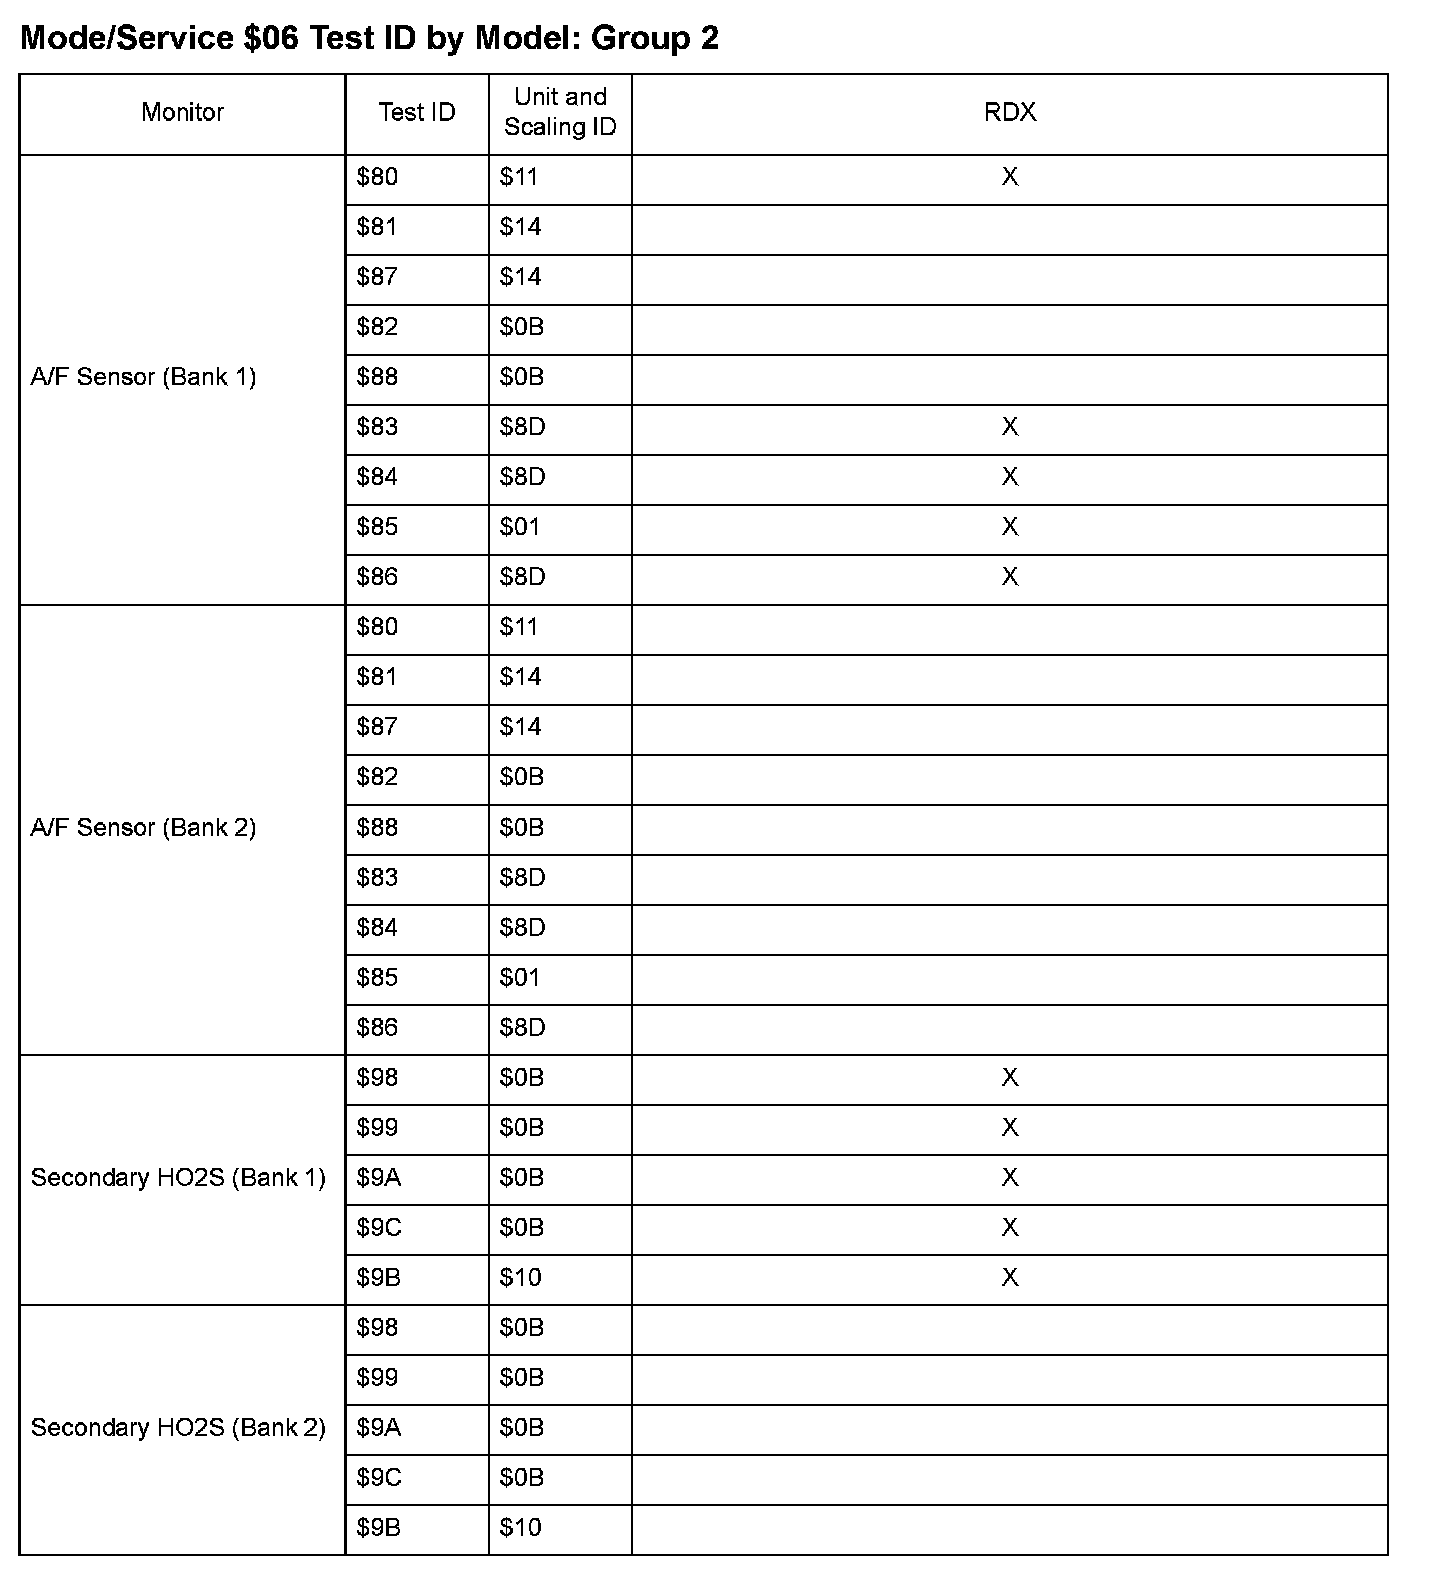 Mode/Service $06 Test ID by Model: Group 2
Monitor Test ID Unit and Scaling ID RDX
A/F Sensor (Bank 1)
$80 $11 X
$81 $14
$87 $14
$82 $0B
$88 $0B
$83 $8D X
$84 $8D X
$85 $01 X
$86 $8D X
A/F Sensor (Bank 2)
$80 $11
$81 $14
$87 $14
$82 $0B
$88 $0B
$83 $8D
$84 $8D
$85 $01
$86 $8D
Secondary HO2S (Bank 1)
$98 $0B X
$99 $0B X
$9A $0B X
$9C $0B X
$9B $10 X
Secondary HO2S (Bank 2)
$98 $0B
$99 $0B
$9A $0B
$9C $0B
$9B $10